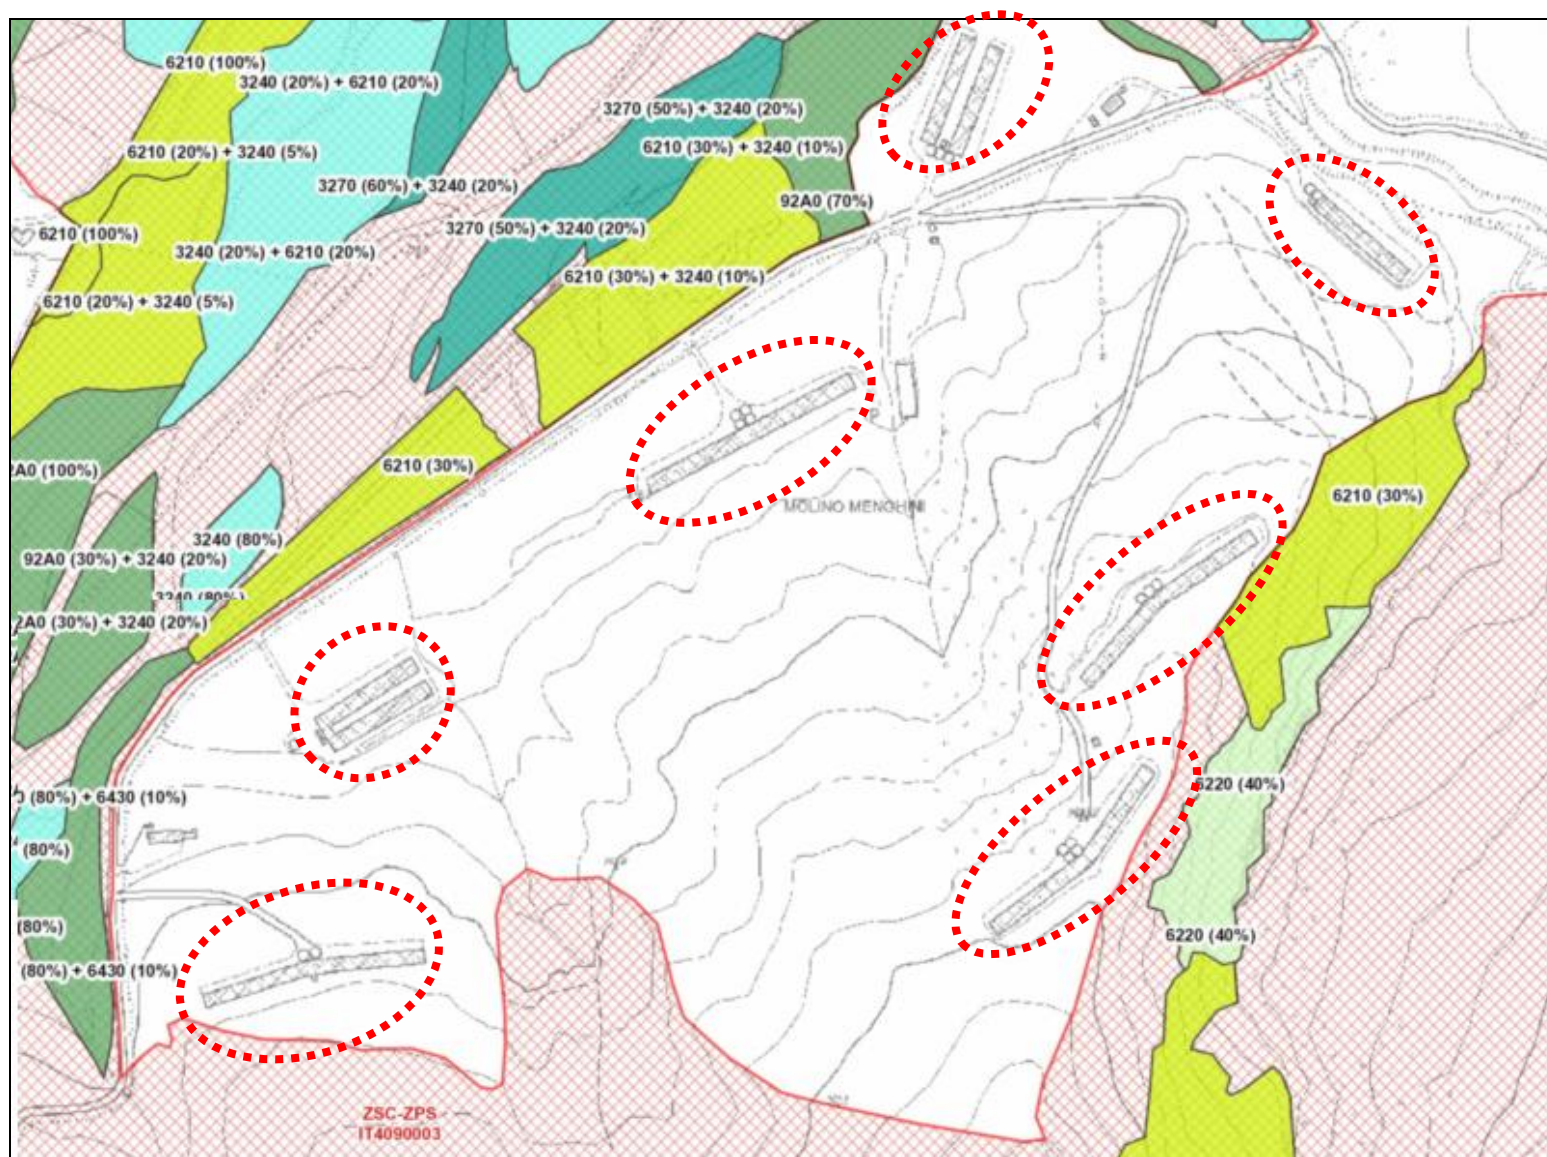 6210 (100%)
3240 (20%) + 6210 (20%)
3270 (50%) + 3240 (20%)
6210 (30%) + 3240 (10%)
6210 (20%) + 3240 (5%)
3270 (60%) + 3240 (20%)
92A0 (70%)
3270 (50%) + 3240 (20%)
6210 (100%)
3240 (20%) + 6210 (20%)
6210 (30%) + 3240 (10%)
6210 (20%) + 3240 (5%)
6210 (30%)
2A0 (100%)
6210 (30%)
MOLINO MENGHINI
3240 (80%)
92A0 (30%) + 3240 (20%)
3240 (80%)
2A0 (30%) + 3240 (20%)
6220 (40%)
0 (80%) + 6430 (10%)
(80%)
(80%)
6220 (40%)
(80%) + 6430 (10%)
ZSC-ZPS
IT4090003